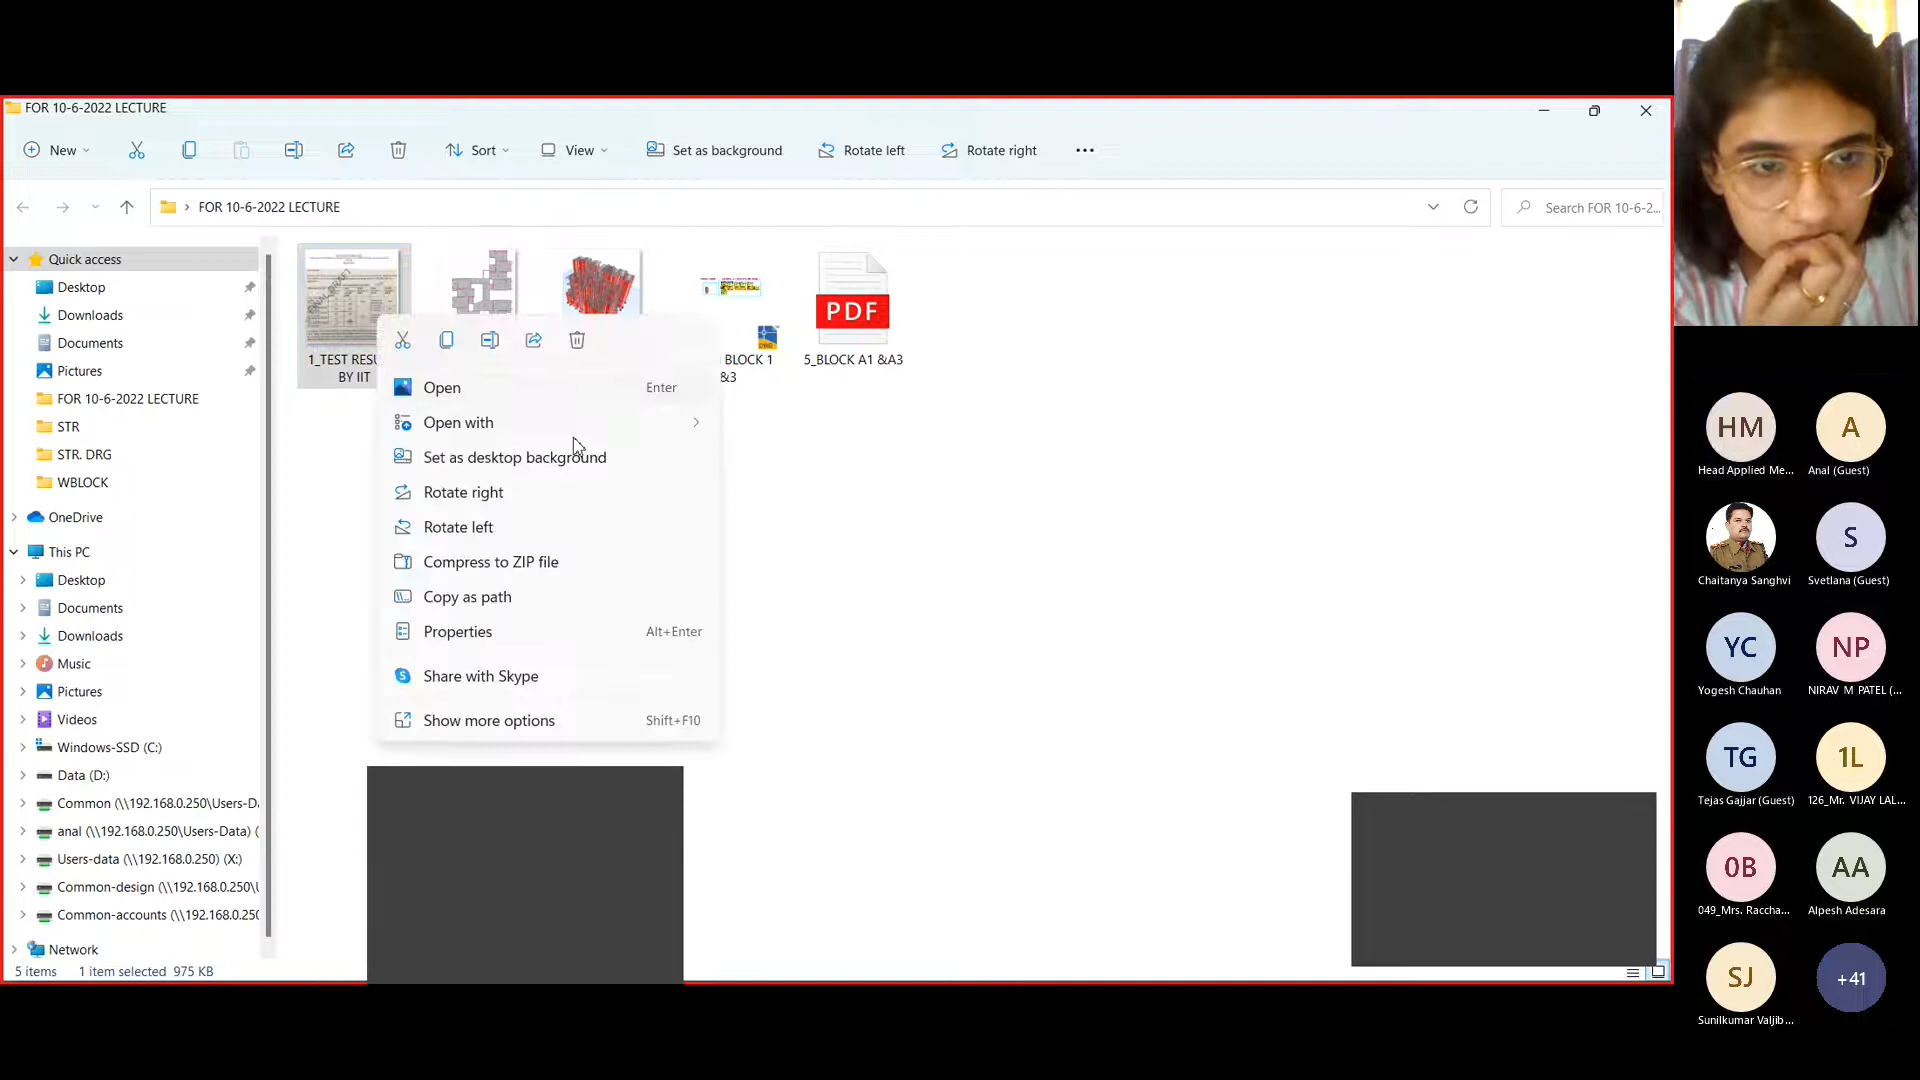 FOR 10-6-2022 LECTURE
New
Sort
View
Set as background
Rotate left
Rotate right
FOR 10-6-2022 LECTURE
Search FOR 10-6-2...
Quick access
Desktop
Downloads
Documents
Pictures
FOR 10-6-2022 LECTURE
STR
STR. DRG
WBLOCK
OneDrive
This PC
Desktop
Documents
Downloads
Music
Pictures
Videos
Windows-SSD (C:)
Data (D:)
Common (\\192.168.0.250\Users-Da
anal (\\192.168.0.250\Users-Data) (
Users-data (\\192.168.0.250) (X:)
Common-design (\\192.168.0.250\U
Common-accounts (\\192.168.0.250
Network
5 items 1 item selected 975 KB
1_TEST RESU
BY IIT
BLOCK 1
&3
PDF
5_BLOCK A1 &A3
Open Enter
Open with
Set as desktop background
Rotate right
Rotate left
Compress to ZIP file
Copy as path
Properties Alt+Enter
Share with Skype
Show more options Shift+F10
HM
Head Applied Me...
A
Anal (Guest)
Chaitanya Sanghvi
S
Svetlana (Guest)
YC
Yogesh Chauhan
NP
NIRAV M PATEL (...
TG
Tejas Gajjar (Guest)
1L
126_Mr. VIJAY LAL...
0B
049_Mrs. Raccha...
AA
Alpesh Adesara
SJ
Sunilkumar Valjib...
+41